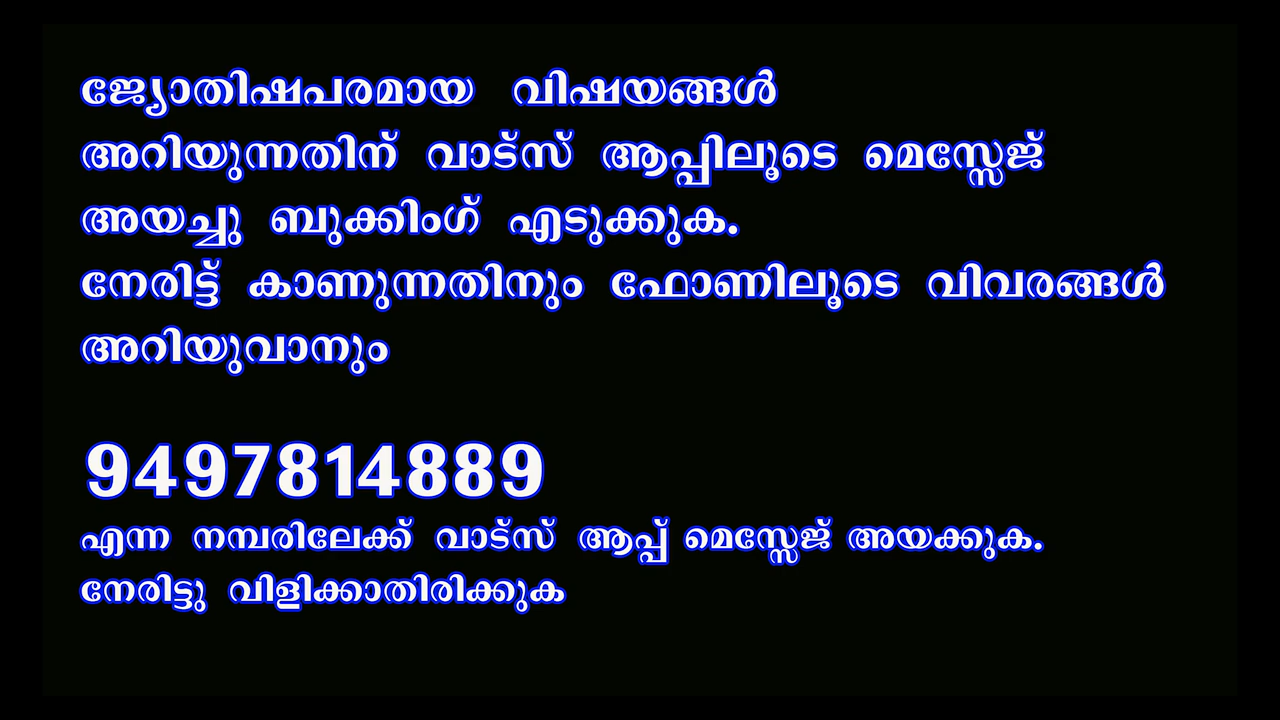 ജ്യോതിഷപരമായ വിഷയങ്ങൾ
അറിയുന്നതിന് വാട്സ് ആപ്പിലൂടെ മെസ്സേജ്
അയച്ചു ബുക്കിംഗ് എടുക്കുക.
നേരിട്ട് കാണുന്നതിനും ഫോണിലൂടെ വിവരങ്ങൾ
അറിയുവാനും
9497814889
എന്ന നമ്പരിലേക്ക് വാട്സ് ആപ്പ് മെസ്സേജ് അയക്കുക.
നേരിട്ടു വിളിക്കാതിരിക്കുക